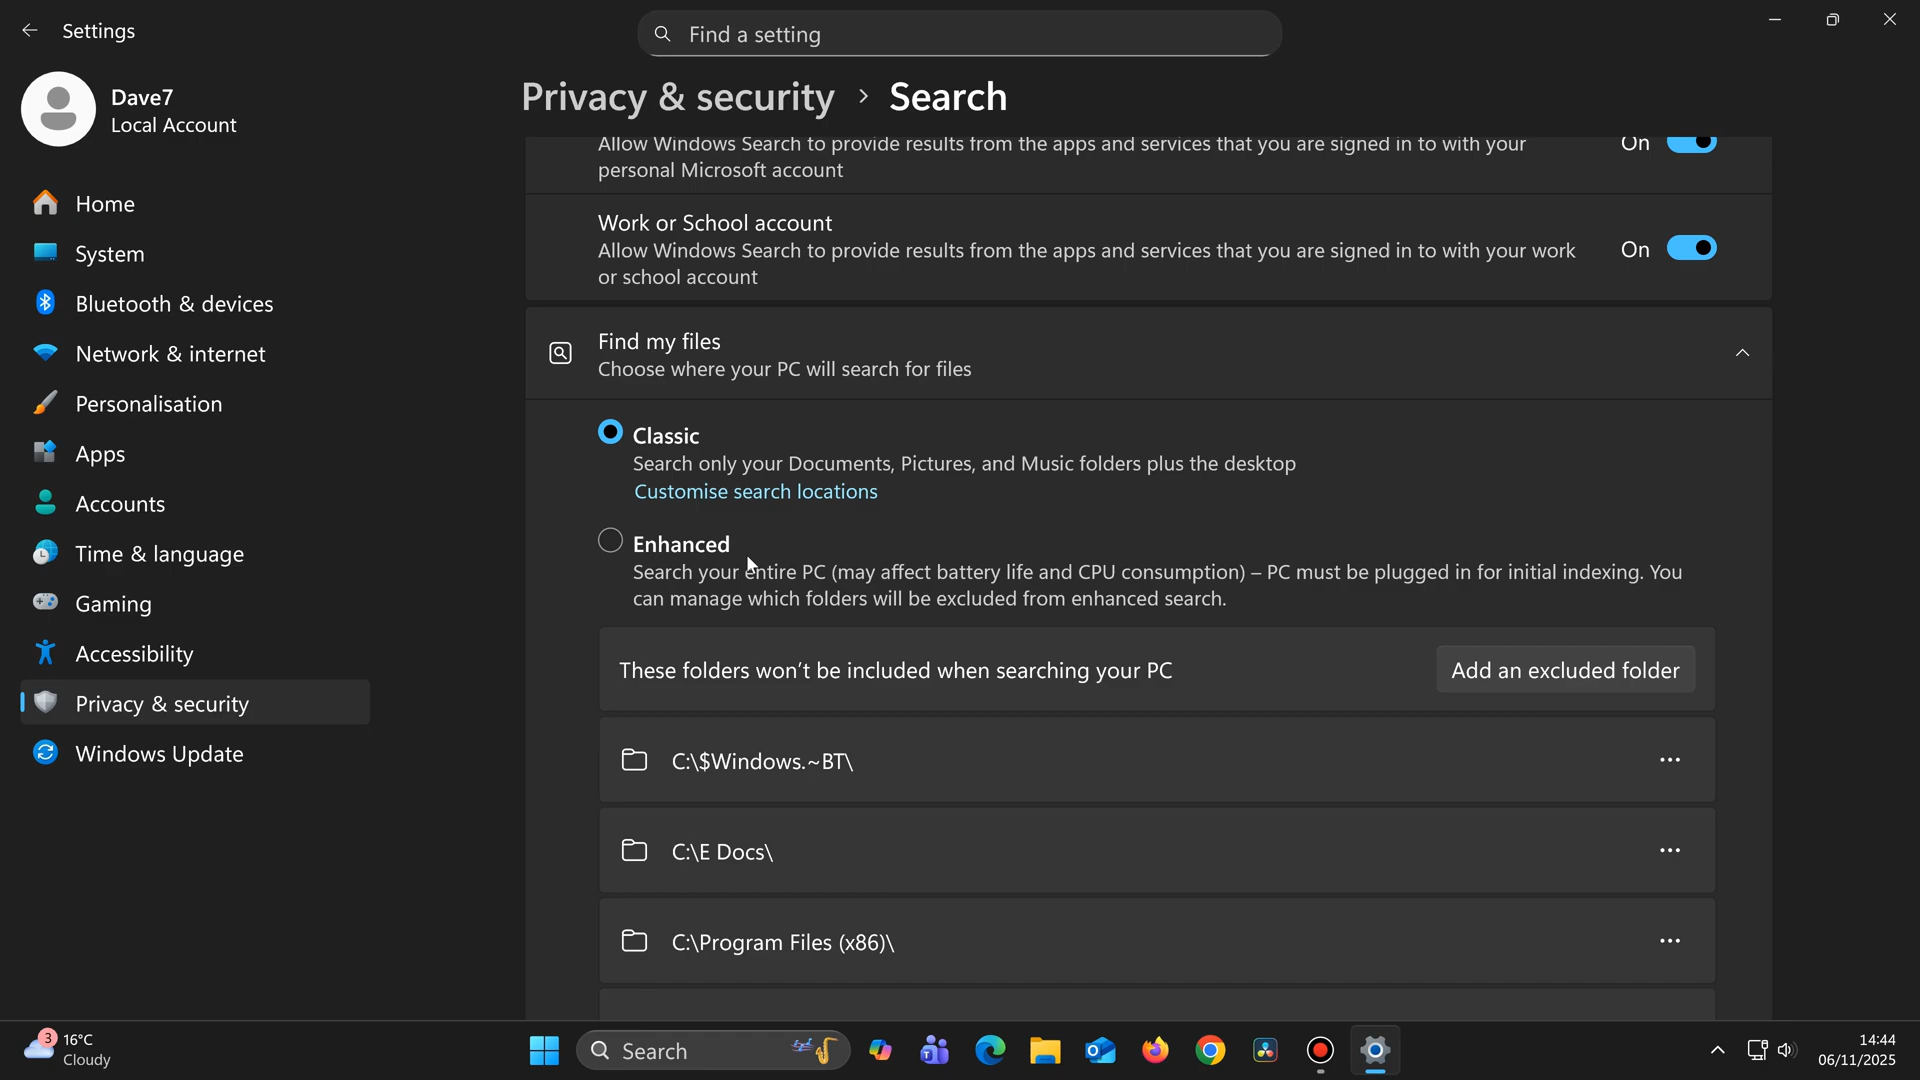 Settings
Find a setting
Dave7
Local Account
Privacy & security > Search
Home
System
Bluetooth & devices
Network & internet
Personalisation
Apps
Accounts
Time & language
Gaming
Accessibility
Privacy & security
Windows Update
Allow Windows Search to provide results from the apps and services that you are signed in to with your
personal Microsoft account
On
Work or School account
Allow Windows Search to provide results from the apps and services that you are signed in to with your work
or school account
On
Find my files
Choose where your PC will search for files
Classic
Search only your Documents, Pictures, and Music folders plus the desktop
Customise search locations
Enhanced
Search your entire PC (may affect battery life and CPU consumption) – PC must be plugged in for initial indexing. You
can manage which folders will be excluded from enhanced search.
These folders won’t be included when searching your PC
Add an excluded folder
C:\$Windows.~BT\
C:\E Docs\
C:\Program Files (x86)\
3
16°C
Cloudy
Search
14:44
06/11/2025